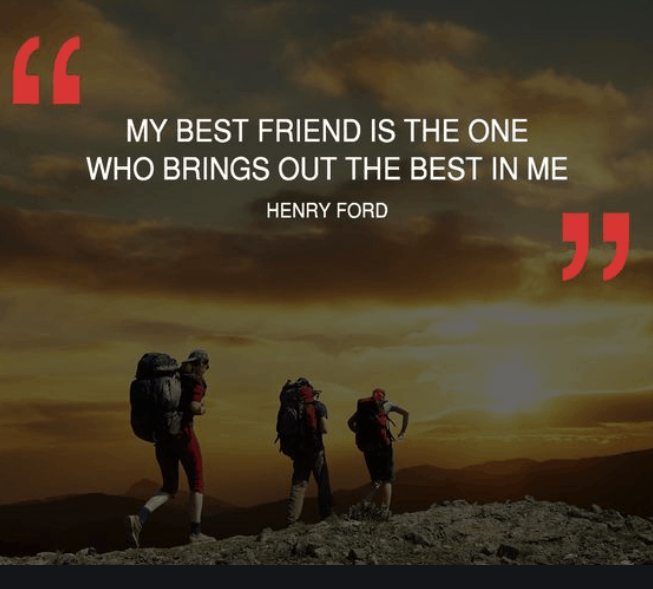 “
MY BEST FRIEND IS THE ONE
WHO BRINGS OUT THE BEST IN ME
HENRY FORD
”